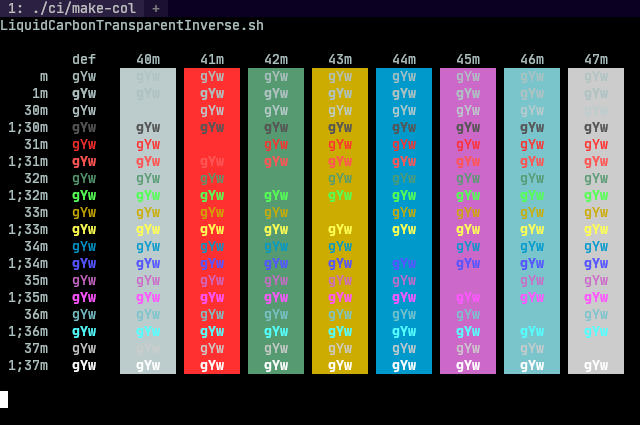 1: ./ci/make-col +
LiquidCarbonTransparentInverse.sh
def 40m 41m 42m 43m 44m 45m 46m 47m
m gYw gYw gYw gYw gYw gYw gYw gYw gYw
1m gYw gYw gYw gYw gYw gYw gYw gYw gYw
30m gYw gYw gYw gYw gYw gYw gYw gYw
1;30m gYw gYw gYw gYw gYw gYw gYw gYw gYw
31m gYw gYw gYw gYw gYw gYw gYw gYw
1;31m gYw gYw gYw gYw gYw gYw gYw gYw gYw
32m gYw gYw gYw gYw gYw gYw gYw gYw
1;32m gYw gYw gYw gYw gYw gYw gYw gYw gYw
33m gYw gYw gYw gYw gYw gYw gYw gYw
1;33m gYw gYw gYw gYw gYw gYw gYw gYw gYw
34m gYw gYw gYw gYw gYw gYw gYw gYw
1;34m gYw gYw gYw gYw gYw gYw gYw gYw gYw
35m gYw gYw gYw gYw gYw gYw gYw gYw
1;35m gYw gYw gYw gYw gYw gYw gYw gYw gYw
36m gYw gYw gYw gYw gYw gYw gYw gYw
1;36m gYw gYw gYw gYw gYw gYw gYw gYw gYw
37m gYw gYw gYw gYw gYw gYw gYw gYw
1;37m gYw gYw gYw gYw gYw gYw gYw gYw gYw